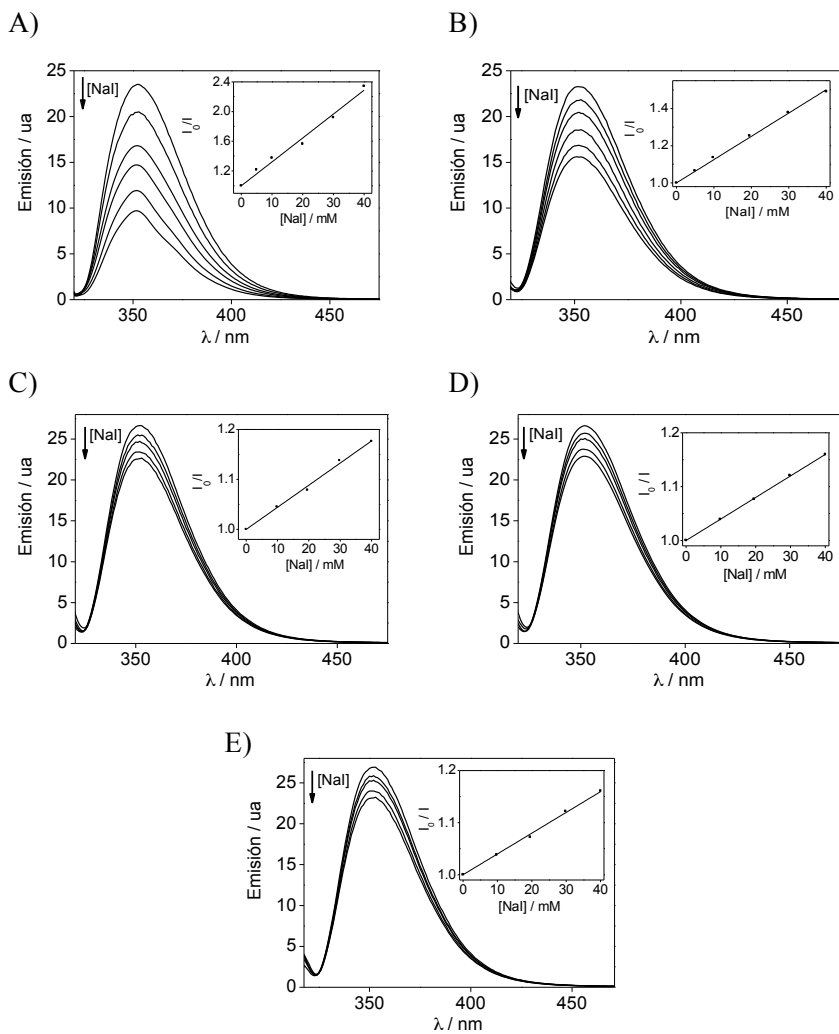 A)
[NaI]
Emisión / ua
25
20
15
10
5
0
350 400 450
λ / nm
I0/I
2.4
2.0
1.6
1.2
0 10 20 30 40
[NaI] / mM
B)
[NaI]
Emisión / ua
25
20
15
10
5
0
350 400 450
λ / nm
I0/I
1.4
1.2
1.0
0 10 20 30 40
[NaI] / mM
C)
[NaI]
Emisión / ua
25
20
15
10
5
0
350 400 450
λ / nm
I0/I
1.2
1.1
1.0
0 10 20 30 40
[NaI] / mM
D)
[NaI]
Emisión / ua
25
20
15
10
5
0
350 400 450
λ / nm
I0 / I
1.2
1.1
1.0
0 10 20 30 40
[NaI] / mM
E)
[NaI]
Emisión / ua
25
20
15
10
5
0
350 400 450
λ / nm
I0 / I
1.2
1.1
1.0
0 10 20 30 40
[NaI] / mM